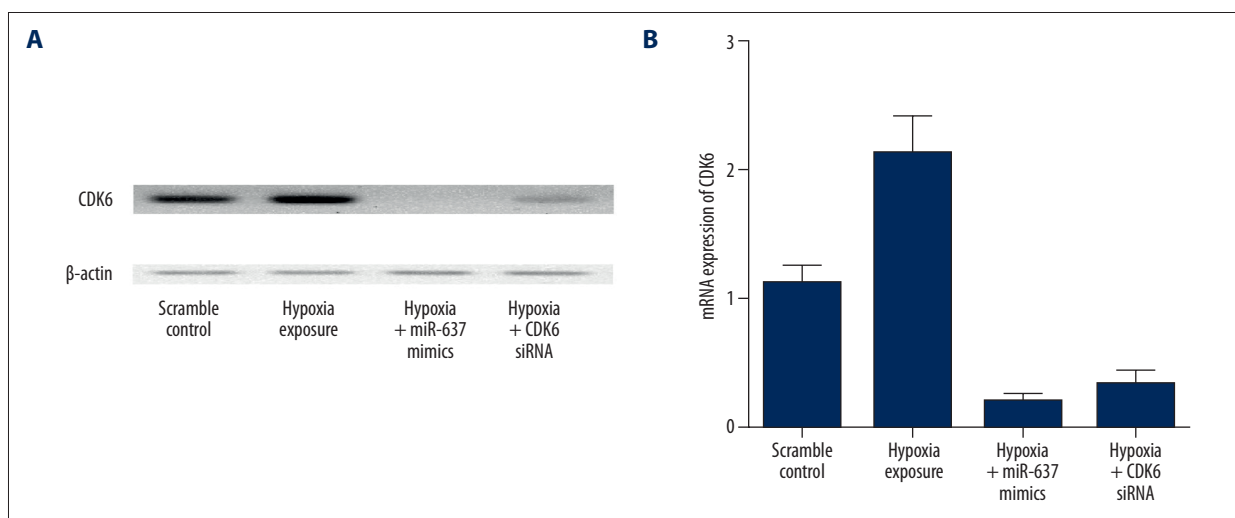 A
CDK6
β-actin
Scramble
control
Hypoxia
exposure
Hypoxia
+ miR-637
mimics
Hypoxia
+ CDK6
siRNA
B
mRNA expression of CDK6
3
2
1
0
Scramble
control
Hypoxia
exposure
Hypoxia
+ miR-637
mimics
Hypoxia
+ CDK6
siRNA